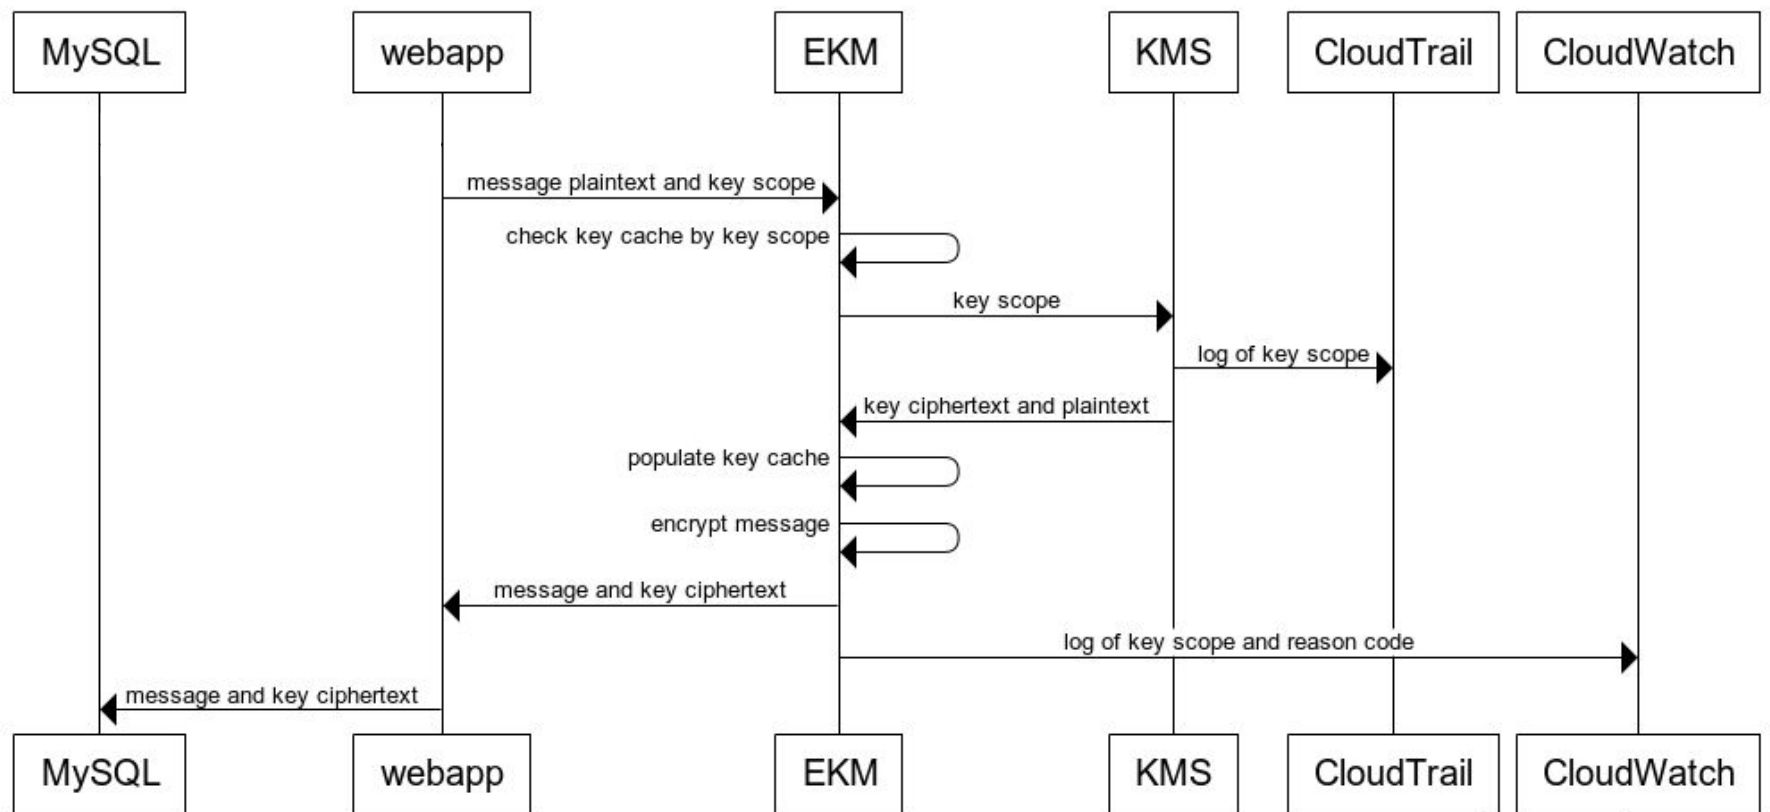 MySQL
webapp
EKM
KMS
CloudTrail
CloudWatch
message plaintext and key scope
check key cache by key scope
key scope
log of key scope
key ciphertext and plaintext
populate key cache
encrypt message
message and key ciphertext
log of key scope and reason code
message and key ciphertext
MySQL
webapp
EKM
KMS
CloudTrail
CloudWatch